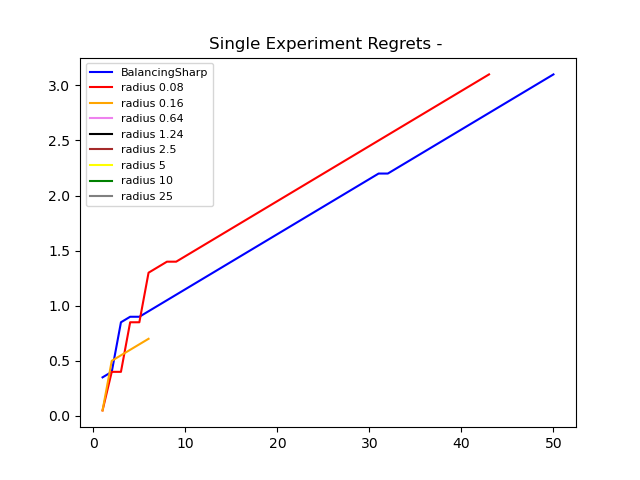 Single Experiment Regrets -
BalancingSharp
radius 0.08
radius 0.16
radius 0.64
radius 1.24
radius 2.5
radius 5
radius 10
radius 25
3.0
2.5
2.0
1.5
1.0
0.5
0.0
0 10 20 30 40 50